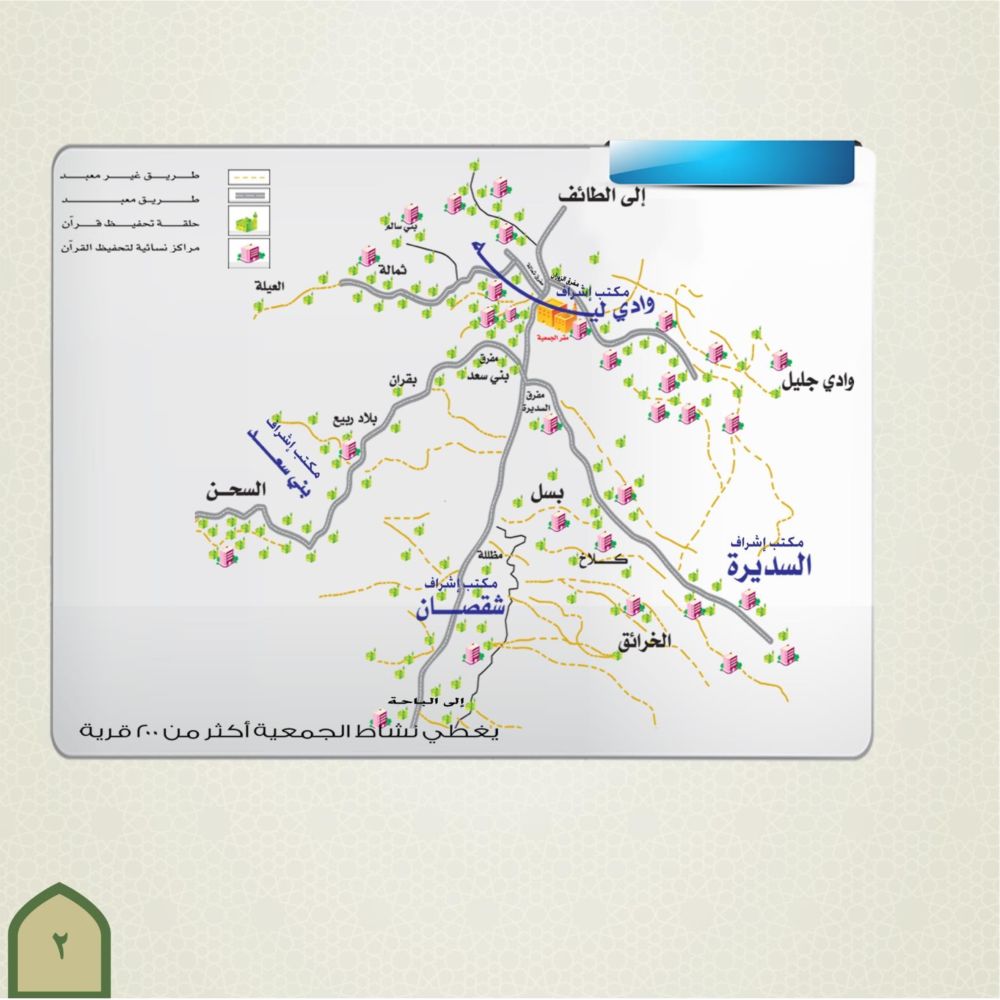 طريق غير معبد
طريق معبد
حلقة تحفيظ قرآن
مراكز نسائية لتحفيظ القرآن
إلى الطائف
بني سالم
ثمالة
العيلة
مفرق ثمالة
مكتب إشراف
وادي ليه
مقر الجمعية
وادي جليل
مفرق
بني سعد
بقران
مفرق
السديرة
بلاد ربيع
مكتب إشراف
بني سعد
السحن
بسل
كلاخ
مظللة
مكتب إشراف
السديرة
مكتب إشراف
شقصان
الخرائق
إلى الباحة
يغطي نشاط الجمعية أكثر من ٢٠٠ قرية
٢